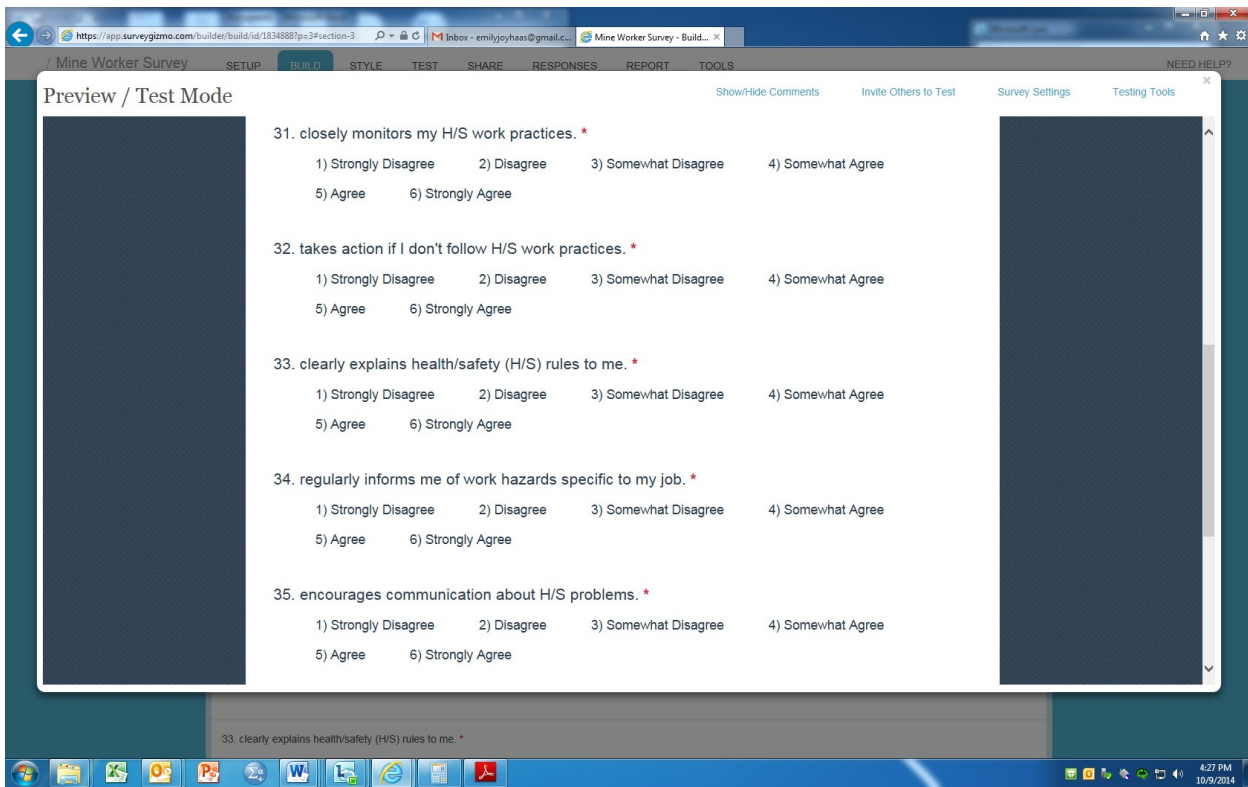 https://app.surveygizmo.com/builder/build/id/1834888?p=3#section-3
Inbox - emilyjoyhaas@gmail.c...
Mine Worker Survey - Build...
/ Mine Worker Survey SETUP BUILD STYLE TEST SHARE RESPONSES REPORT TOOLS NEED HELP?
Preview / Test Mode Show/Hide Comments Invite Others to Test Survey Settings Testing Tools
31. closely monitors my H/S work practices. *
1) Strongly Disagree 2) Disagree 3) Somewhat Disagree 4) Somewhat Agree
5) Agree 6) Strongly Agree
32. takes action if I don't follow H/S work practices. *
1) Strongly Disagree 2) Disagree 3) Somewhat Disagree 4) Somewhat Agree
5) Agree 6) Strongly Agree
33. clearly explains health/safety (H/S) rules to me. *
1) Strongly Disagree 2) Disagree 3) Somewhat Disagree 4) Somewhat Agree
5) Agree 6) Strongly Agree
34. regularly informs me of work hazards specific to my job. *
1) Strongly Disagree 2) Disagree 3) Somewhat Disagree 4) Somewhat Agree
5) Agree 6) Strongly Agree
35. encourages communication about H/S problems. *
1) Strongly Disagree 2) Disagree 3) Somewhat Disagree 4) Somewhat Agree
5) Agree 6) Strongly Agree
33. clearly explains health/safety (H/S) rules to me. *
4:27 PM
10/9/2014